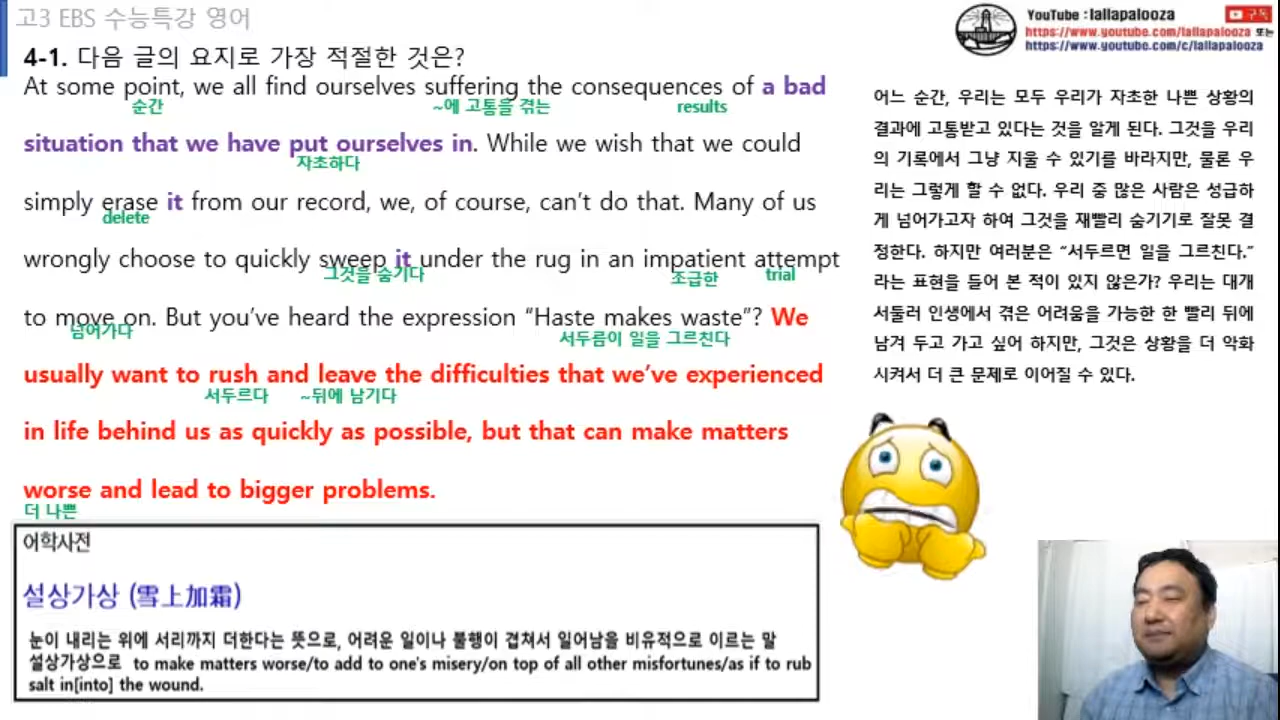 고3 EBS 수능특강 영어
YouTube : lallapalooza
구독
https://www.youtube.com/lallapalooza 또는
https://www.youtube.com/c/lallapalooza
4-1. 다음 글의 요지로 가장 적절한 것은?
At some point, we all find ourselves suffering the consequences of a bad
순간 ~에 고통을 겪는 results
situation that we have put ourselves in. While we wish that we could
자초하다
simply erase it from our record, we, of course, can't do that. Many of us
delete
wrongly choose to quickly sweep it under the rug in an impatient attempt
그것을 숨기다 조급한 trial
to move on. But you've heard the expression “Haste makes waste”? We
넘어가다 서두름이 일을 그르친다
usually want to rush and leave the difficulties that we've experienced
서두르다 ~뒤에 남기다
in life behind us as quickly as possible, but that can make matters
worse and lead to bigger problems.
더 나쁜
어느 순간, 우리는 모두 우리가 자초한 나쁜 상황의
결과에 고통받고 있다는 것을 알게 된다. 그것을 우리
의 기록에서 그냥 지울 수 있기를 바라지만, 물론 우
리는 그렇게 할 수 없다. 우리 중 많은 사람은 성급하
게 넘어가고자 하여 그것을 재빨리 숨기기로 잘못 결
정한다. 하지만 여러분은 “서두르면 일을 그르친다.”
라는 표현을 들어 본 적이 있지 않은가? 우리는 대개
서둘러 인생에서 겪은 어려움을 가능한 한 빨리 뒤에
남겨 두고 가고 싶어 하지만, 그것은 상황을 더 악화
시켜서 더 큰 문제로 이어질 수 있다.
어학사전
설상가상 (雪上加霜)
눈이 내리는 위에 서리까지 더한다는 뜻으로, 어려운 일이나 불행이 겹쳐서 일어남을 비유적으로 이르는 말
설상가상으로 to make matters worse/to add to one's misery/on top of all other misfortunes/as if to rub
salt in[into] the wound.